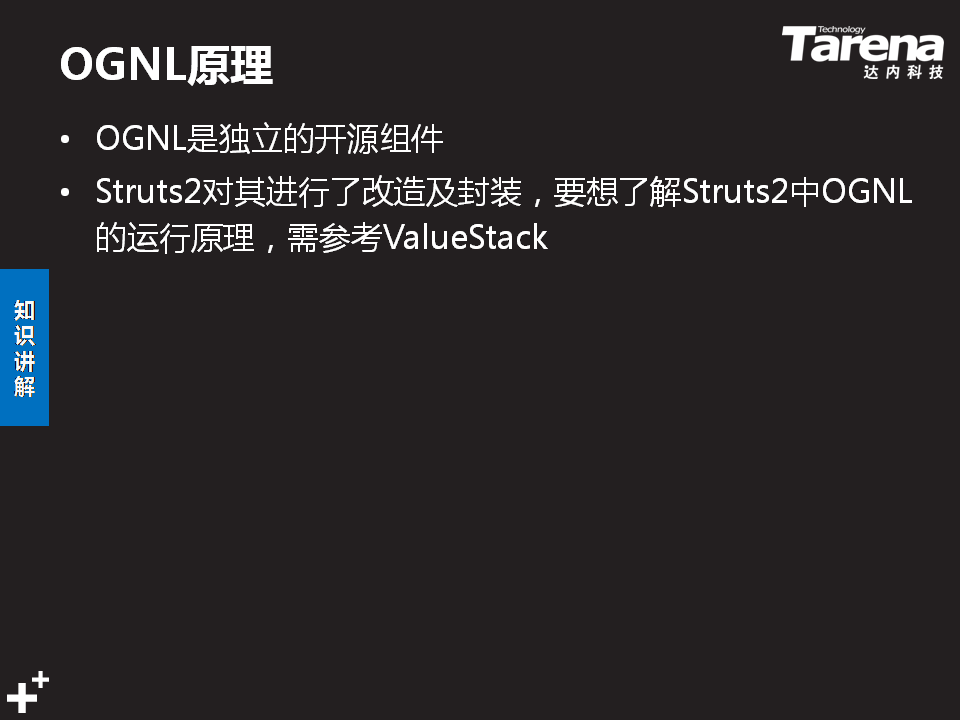 OGNL原理
Technology
Tarena
达内科技
• OGNL是独立的开源组件
• Struts2对其进行了改造及封装，要想了解Struts2中OGNL
的运行原理，需参考ValueStack
知
识
讲
解